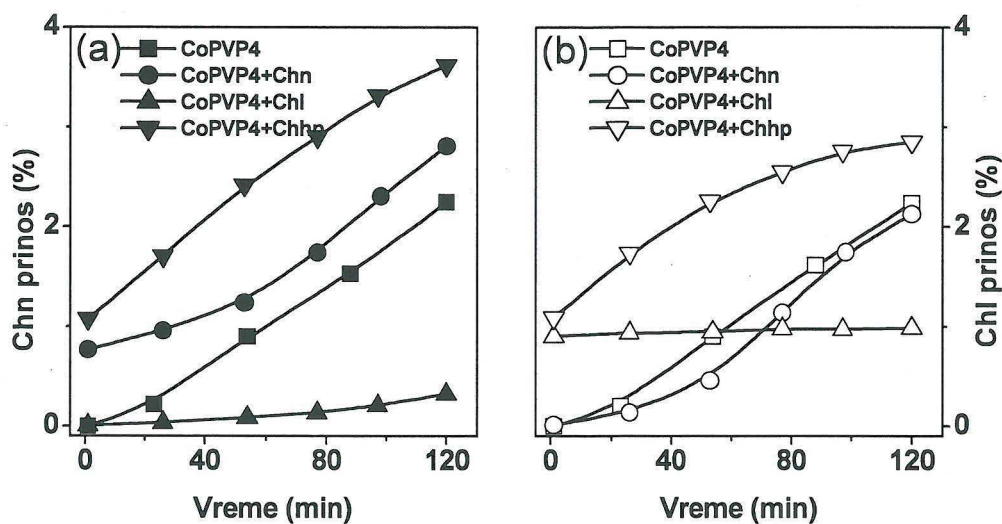 (a)
CoPVP4
CoPVP4+Chn
CoPVP4+Chl
CoPVP4+Chhp
Chn prinos (%)
4
2
0
0 40 80 120
Vreme (min)
(b)
CoPVP4
CoPVP4+Chn
CoPVP4+Chl
CoPVP4+Chhp
Chl prinos (%)
4
2
0
0 40 80 120
Vreme (min)